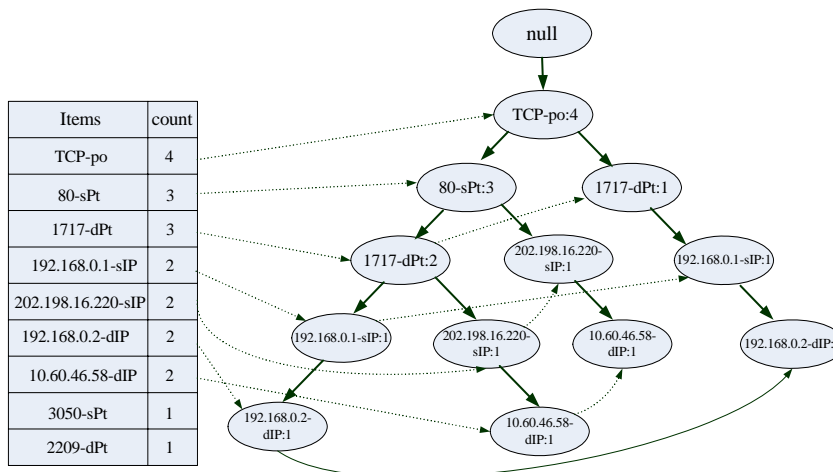 null
TCP-po:4
80-sPt:3
1717-dPt:1
1717-dPt:2
202.198.16.220-
sIP:1
192.168.0.1-sIP:1
192.168.0.1-sIP:1
202.198.16.220-
sIP:1
10.60.46.58-
dIP:1
192.168.0.2-dIP:
192.168.0.2-
dIP:1
10.60.46.58-
dIP:1
Items count
TCP-po 4
80-sPt 3
1717-dPt 3
192.168.0.1-sIP 2
202.198.16.220-sIP 2
192.168.0.2-dIP 2
10.60.46.58-dIP 2
3050-sPt 1
2209-dPt 1